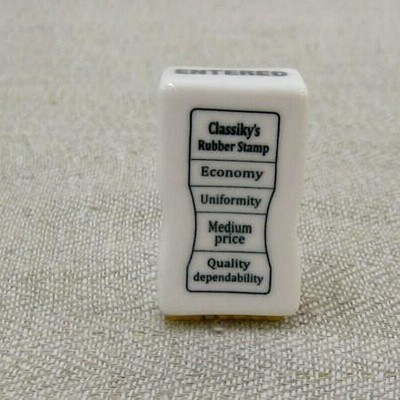 ENTERED
Classiky's
Rubber Stamp
Economy
Uniformity
Medium
price
Quality
dependability